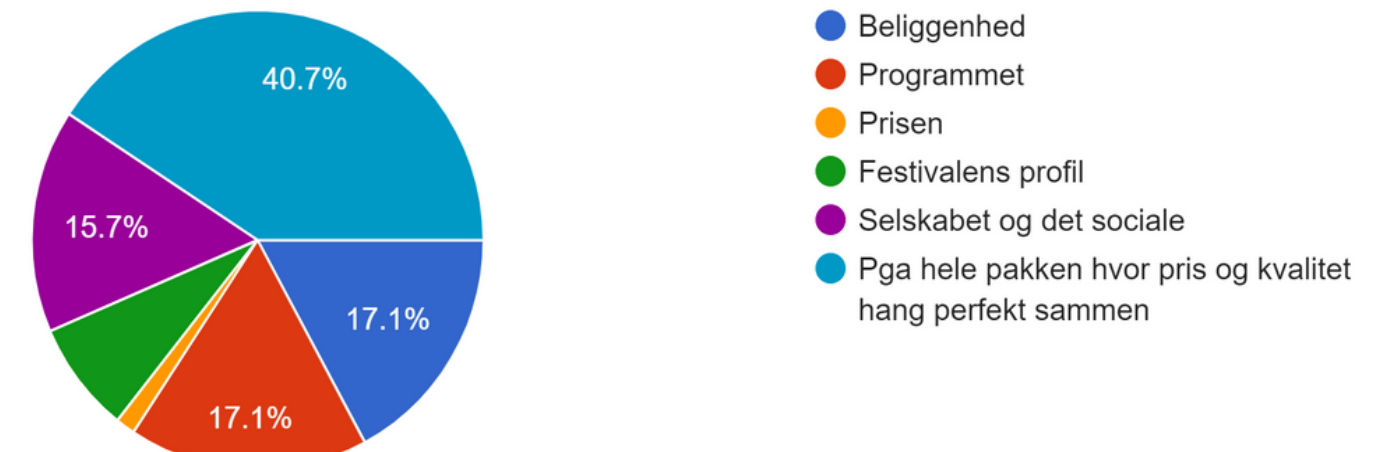 40.7%
15.7%
17.1%
17.1%
Beliggenhed
Programmet
Prisen
Festivalens profil
Selskabet og det sociale
Pga hele pakken hvor pris og kvalitet
hang perfekt sammen